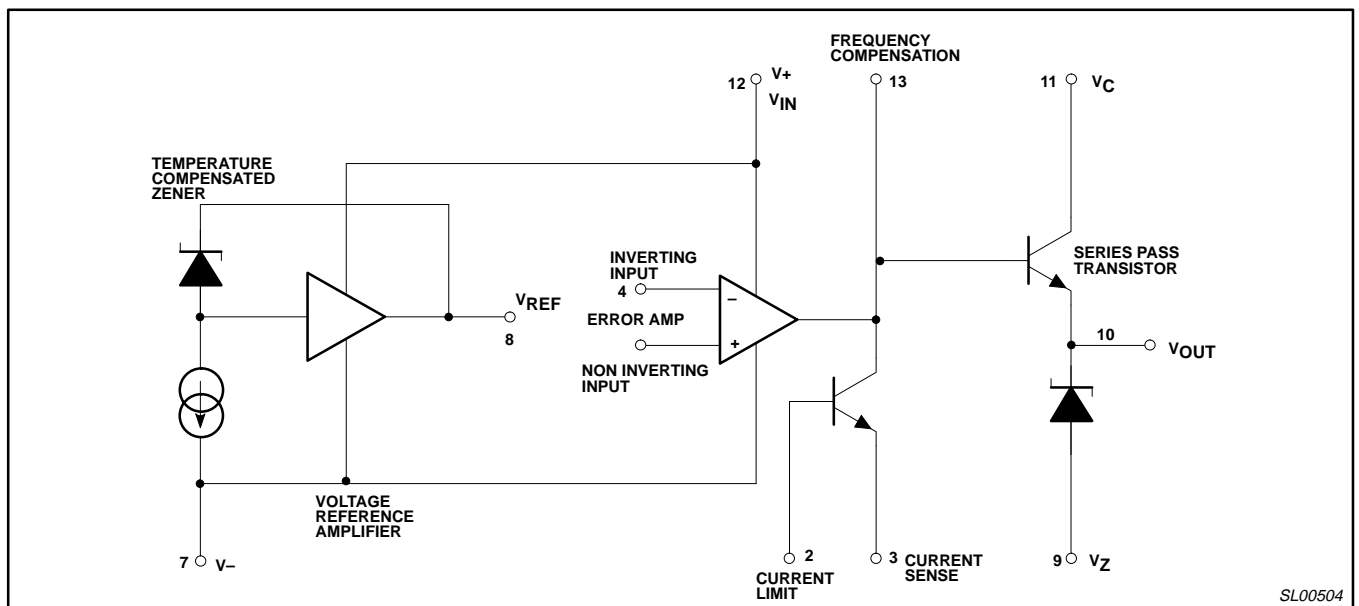 FREQUENCY
COMPENSATION
12
V+
13
11
VC
VIN
TEMPERATURE
COMPENSATED
ZENER
INVERTING
INPUT
4
–
SERIES PASS
TRANSISTOR
VREF
8
ERROR AMP
+
10
VOUT
NON INVERTING
INPUT
VOLTAGE
REFERENCE
AMPLIFIER
7
V–
2
CURRENT
LIMIT
3
CURRENT
SENSE
9
VZ
SL00504